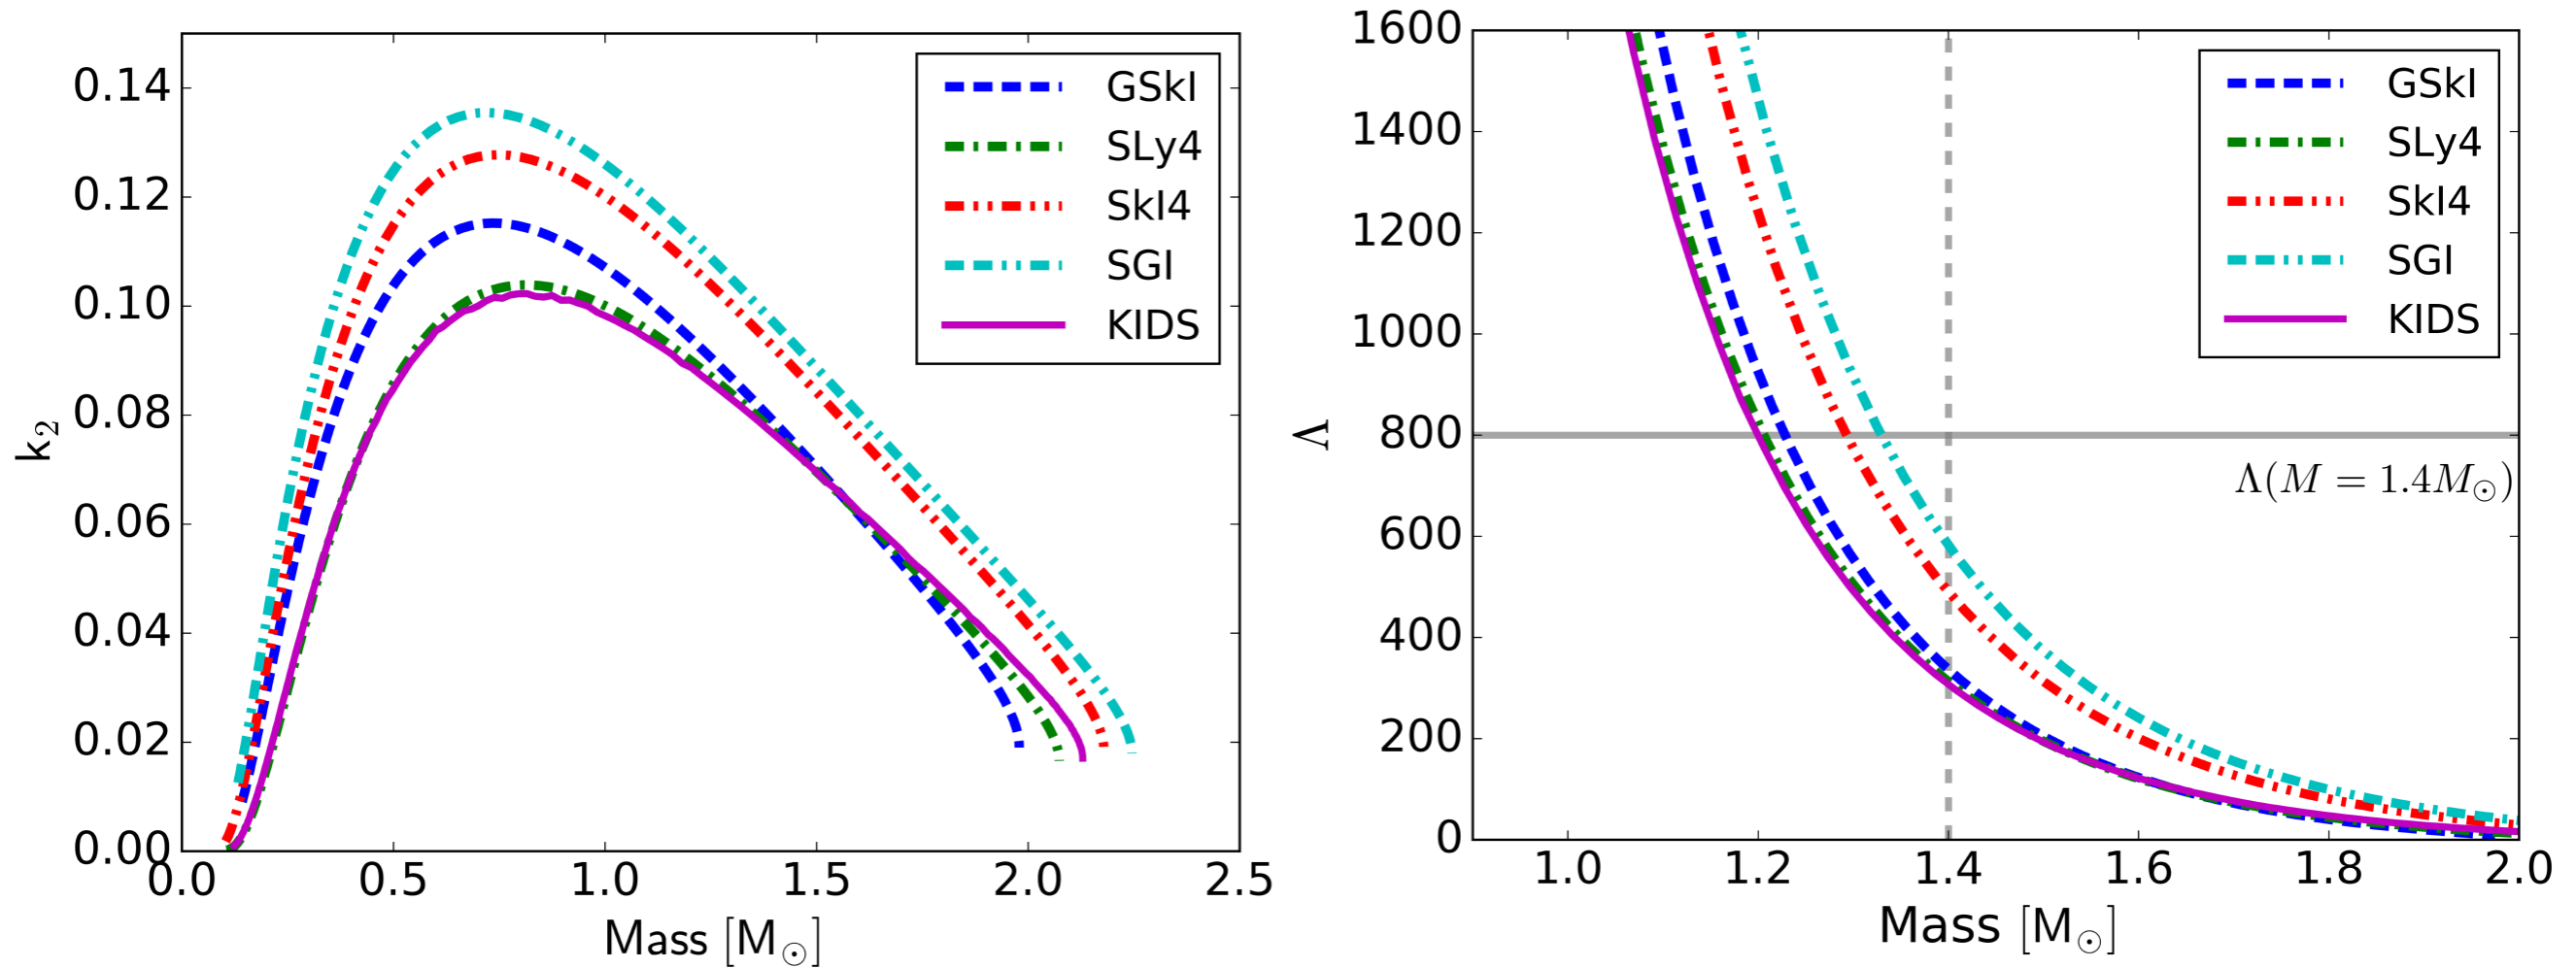 0.14
0.12
0.10
0.08
0.06
0.04
0.02
0.00
k₂
0.0 0.5 1.0 1.5 2.0 2.5
Mass [M☉]
GSkI
SLy4
SkI4
SGI
KIDS
1600
1400
1200
1000
800
600
400
200
0
Λ
1.0 1.2 1.4 1.6 1.8 2.0
Mass [M☉]
GSkI
SLy4
SkI4
SGI
KIDS
Λ(M = 1.4M☉)